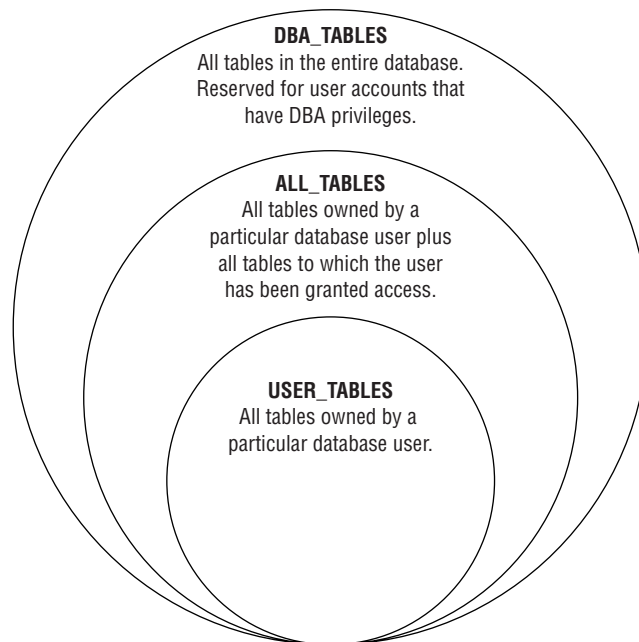 DBA_TABLES
All tables in the entire database.
Reserved for user accounts that
have DBA privileges.
ALL_TABLES
All tables owned by a
particular database user plus
all tables to which the user
has been granted access.
USER_TABLES
All tables owned by a
particular database user.